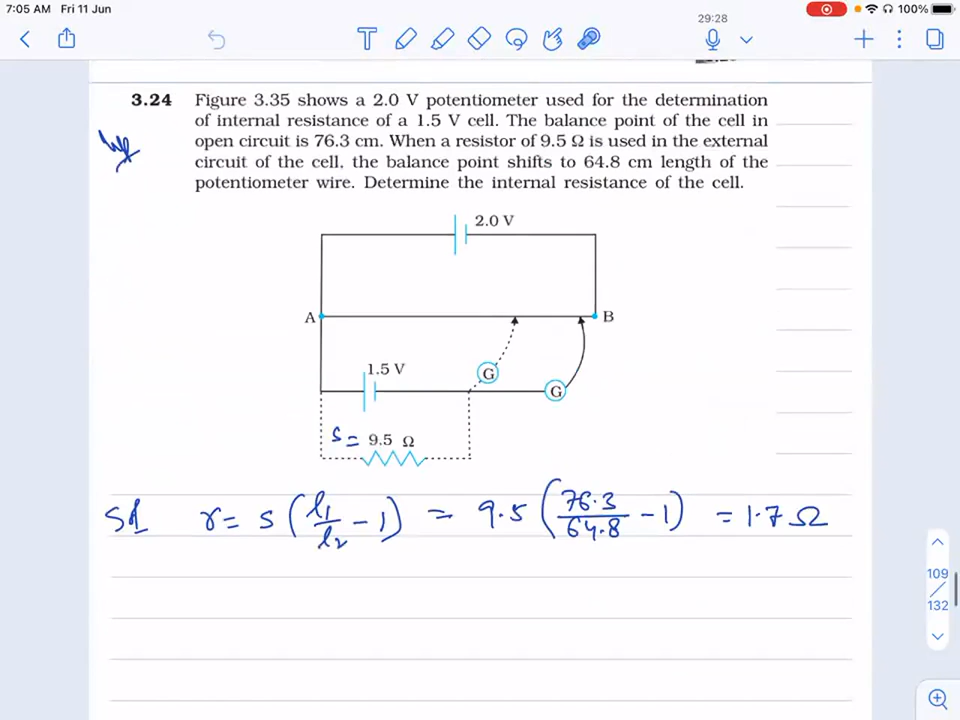 7:05 AM Fri 11 Jun
100%
29:28
3.24 Figure 3.35 shows a 2.0 V potentiometer used for the determination
of internal resistance of a 1.5 V cell. The balance point of the cell in
open circuit is 76.3 cm. When a resistor of 9.5 Ω is used in the external
circuit of the cell, the balance point shifts to 64.8 cm length of the
potentiometer wire. Determine the internal resistance of the cell.
2.0 V
A
B
1.5 V
G
G
S = 9.5 Ω
Sol r = s (l₁/l₂ − 1) = 9.5 (76.3/64.8 − 1) = 1.7 Ω
109
132